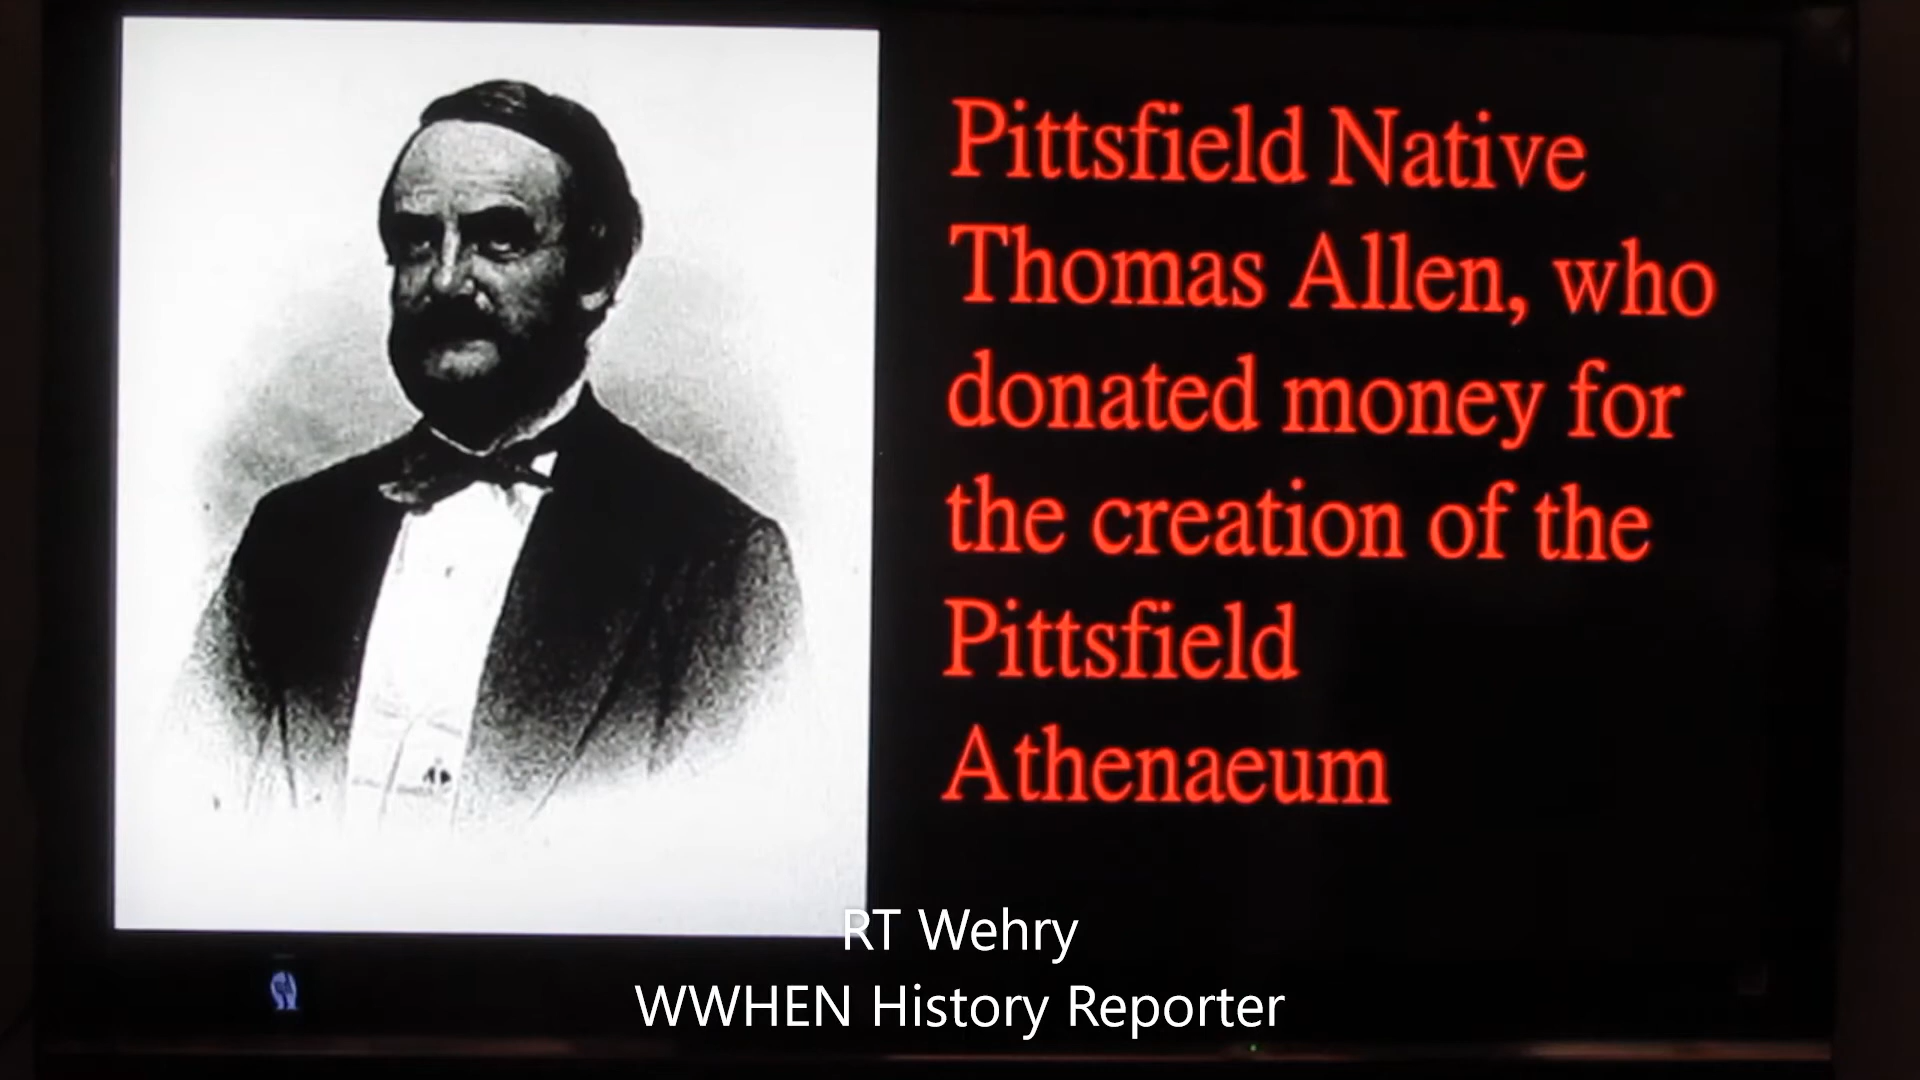 Pittsfield Native
Thomas Allen, who
donated money for
the creation of the
Pittsfield
Athenaeum
RT Wehry
WWHEN History Reporter